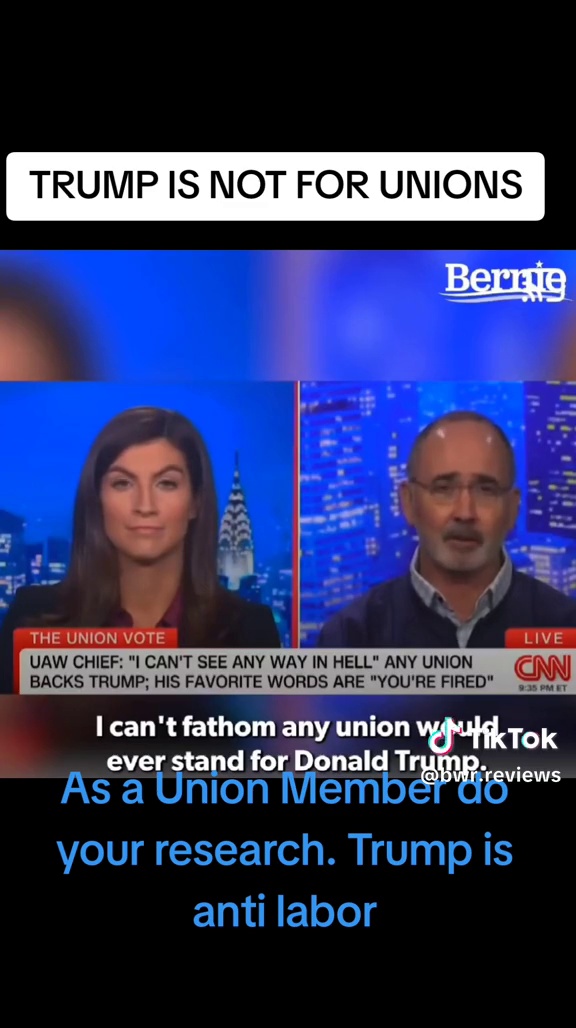 TRUMP IS NOT FOR UNIONS
Bernie
THE UNION VOTE
LIVE
UAW CHIEF: "I CAN'T SEE ANY WAY IN HELL" ANY UNION
BACKS TRUMP; HIS FAVORITE WORDS ARE "YOU'RE FIRED"
CNN
9:35 PM ET
I can't fathom any union would
ever stand for Donald Trump.
TikTok
@bwr.reviews
As a Union Member do
your research. Trump is
anti labor